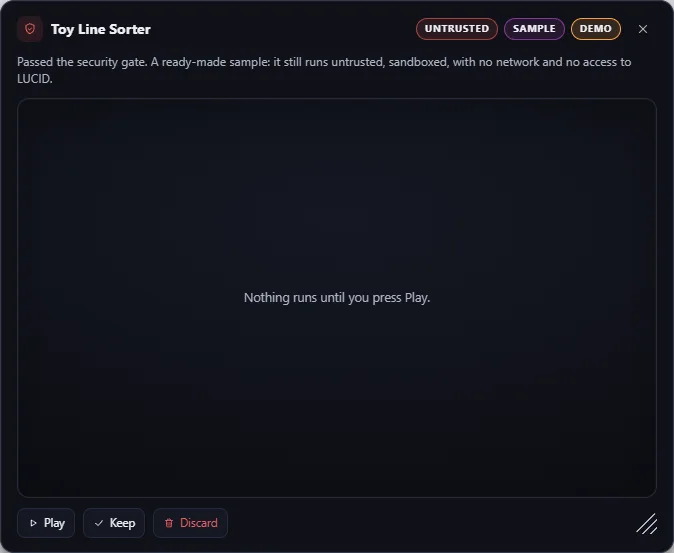 Toy Line Sorter
UNTRUSTED
SAMPLE
DEMO
Passed the security gate. A ready-made sample: it still runs untrusted, sandboxed, with no network and no access to
LUCID.
Nothing runs until you press Play.
Play
Keep
Discard